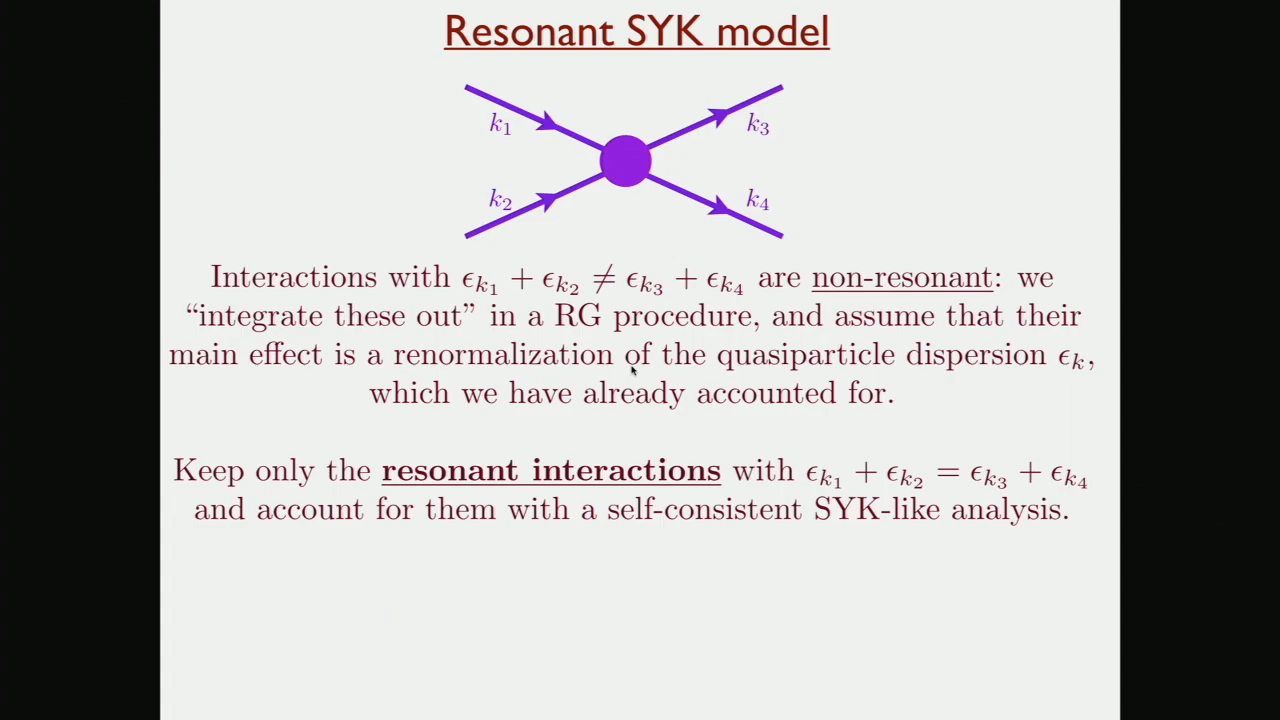 Resonant SYK model
k₁
k₃
k₂
k₄
Interactions with ϵₖ₁ + ϵₖ₂ ≠ ϵₖ₃ + ϵₖ₄ are non-resonant: we
“integrate these out” in a RG procedure, and assume that their
main effect is a renormalization of the quasiparticle dispersion ϵₖ,
which we have already accounted for.
Keep only the resonant interactions with ϵₖ₁ + ϵₖ₂ = ϵₖ₃ + ϵₖ₄
and account for them with a self-consistent SYK-like analysis.